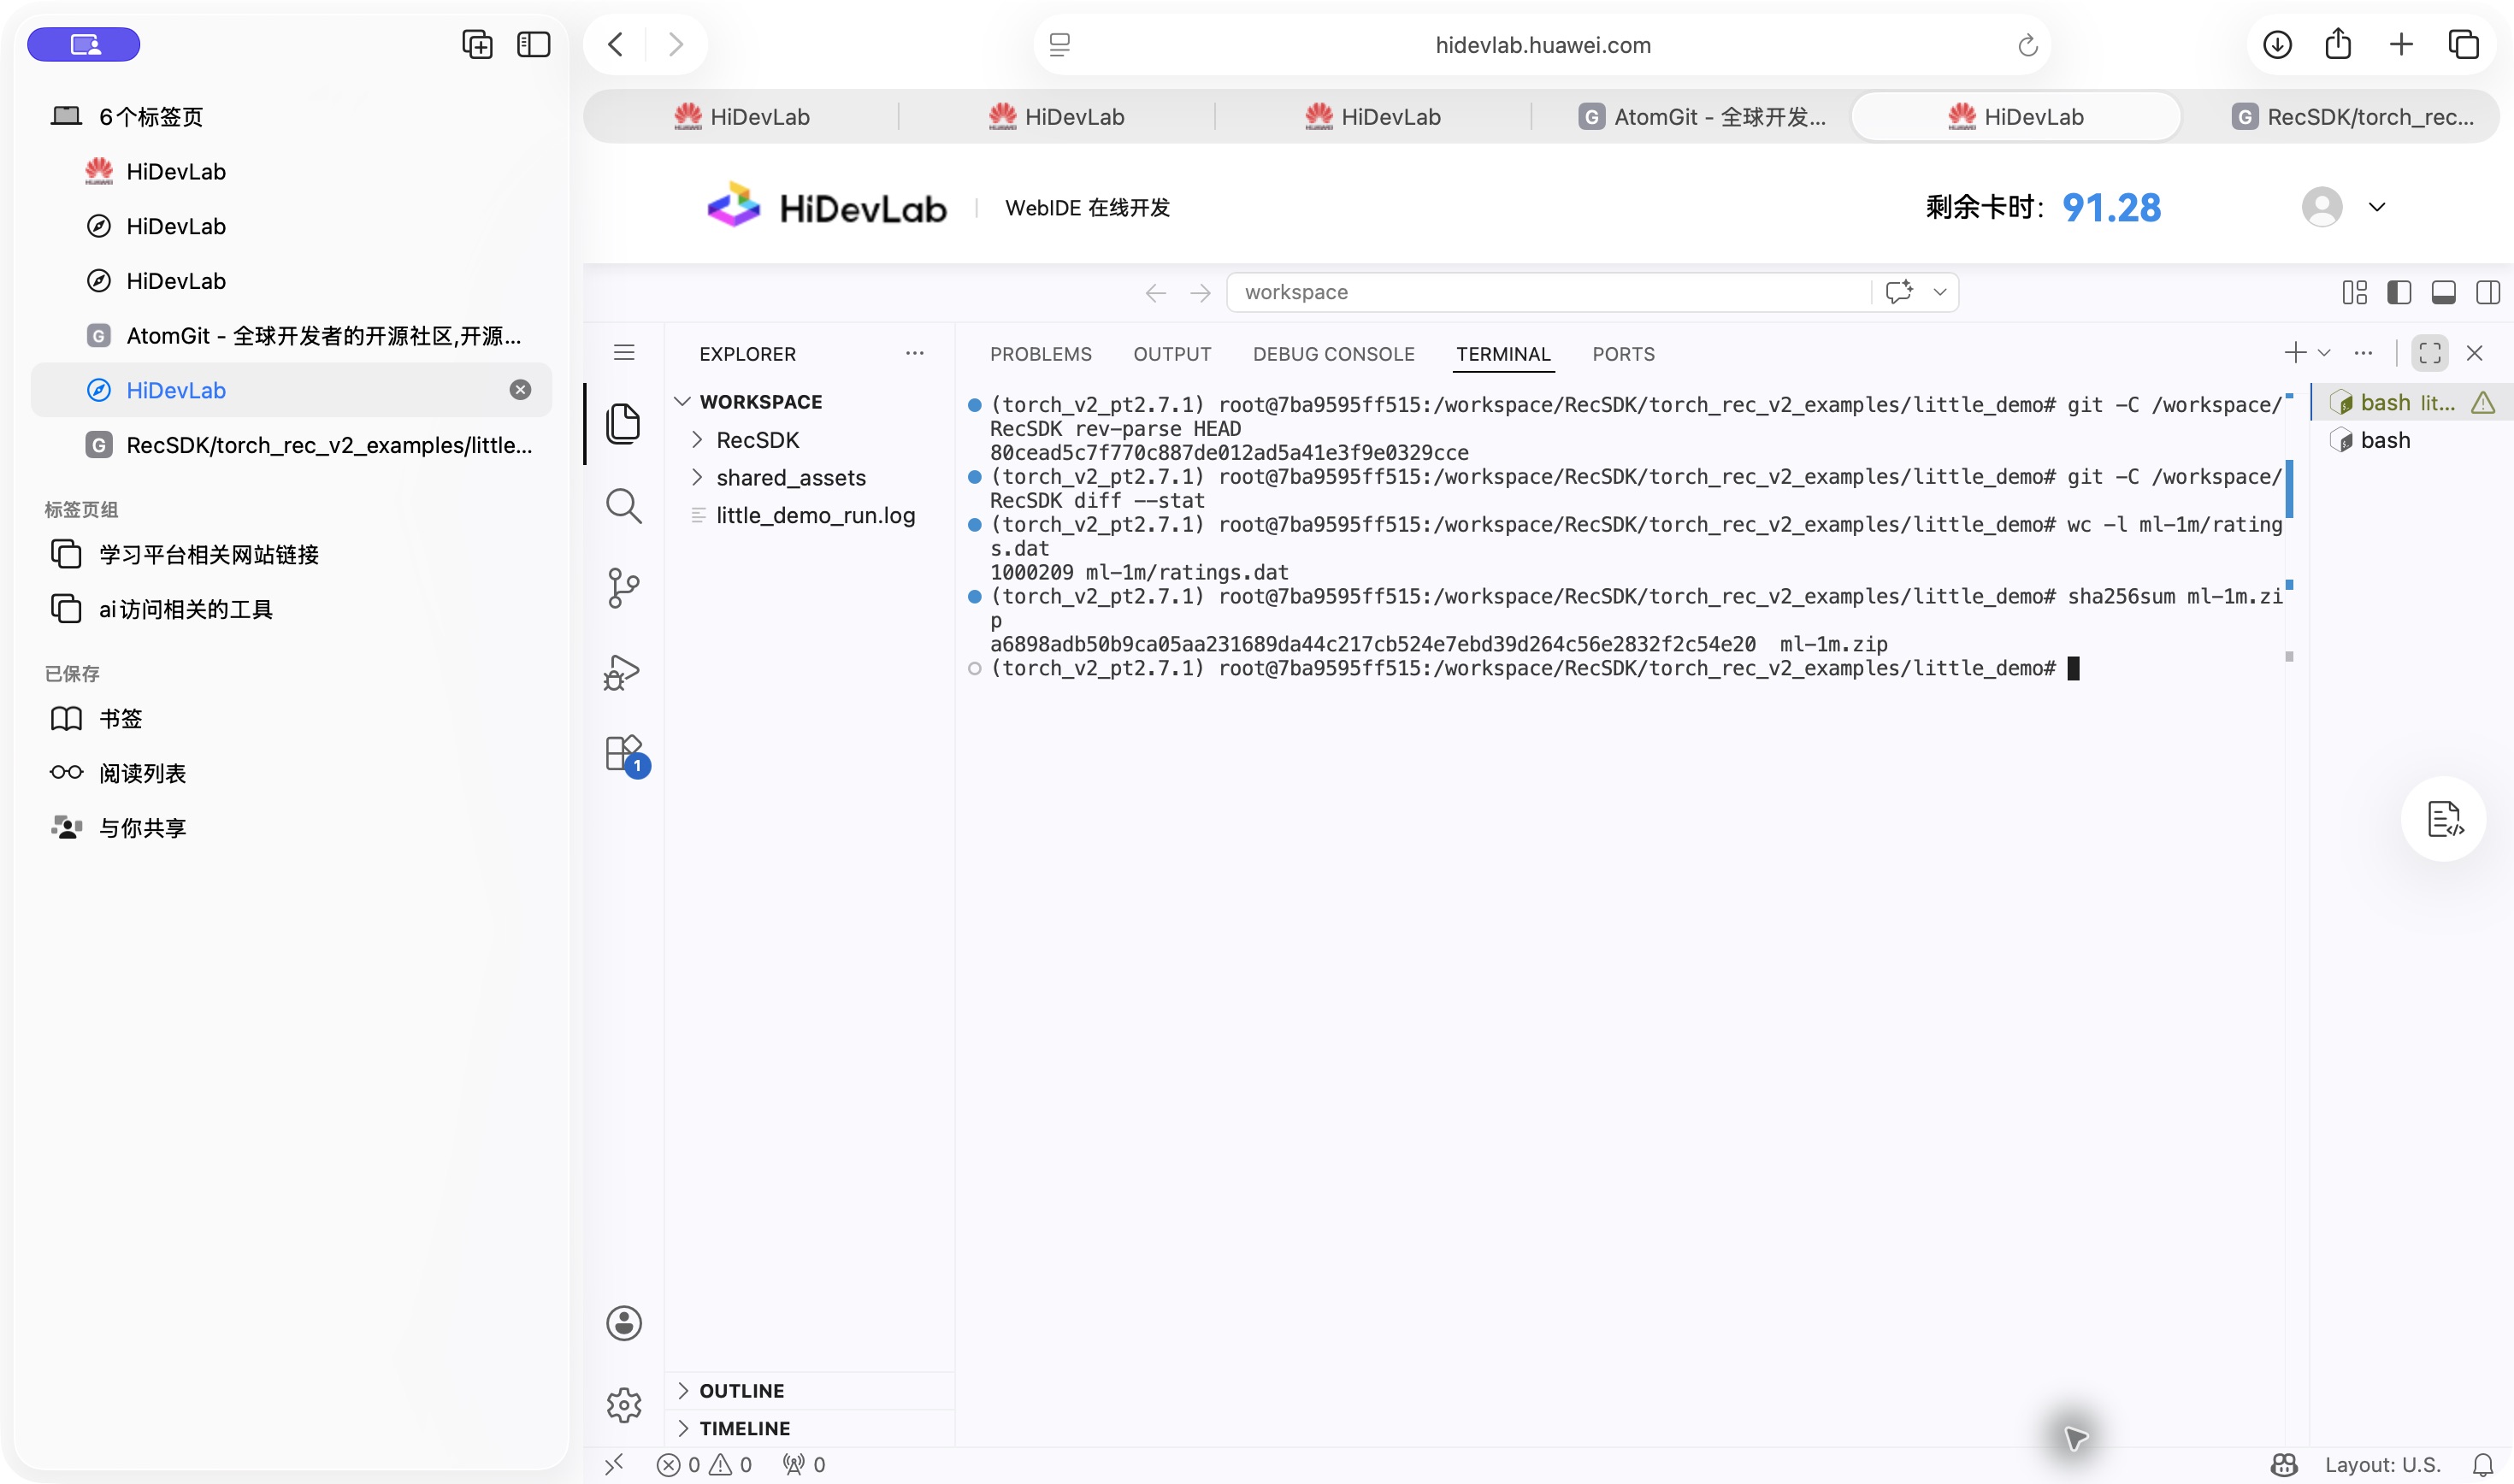 6个标签页
HiDevLab
HiDevLab
HiDevLab
AtomGit - 全球开发者的开源社区,开源...
HiDevLab
RecSDK/torch_rec_v2_examples/little...
标签页组
学习平台相关网站链接
ai访问相关的工具
已保存
书签
阅读列表
与你共享
hidevlab.huawei.com
HiDevLab
HiDevLab
HiDevLab
AtomGit - 全球开发...
HiDevLab
RecSDK/torch_rec...
HiDevLab
WebIDE 在线开发
剩余卡时: 91.28
workspace
EXPLORER
WORKSPACE
RecSDK
shared_assets
little_demo_run.log
1
OUTLINE
TIMELINE
PROBLEMS OUTPUT DEBUG CONSOLE TERMINAL PORTS
(torch_v2_pt2.7.1) root@7ba9595ff515:/workspace/RecSDK/torch_rec_v2_examples/little_demo# git -C /workspace/
RecSDK rev-parse HEAD
80cead5c7f770c887de012ad5a41e3f9e0329cce
(torch_v2_pt2.7.1) root@7ba9595ff515:/workspace/RecSDK/torch_rec_v2_examples/little_demo# git -C /workspace/
RecSDK diff --stat
(torch_v2_pt2.7.1) root@7ba9595ff515:/workspace/RecSDK/torch_rec_v2_examples/little_demo# wc -l ml-1m/rating
s.dat
1000209 ml-1m/ratings.dat
(torch_v2_pt2.7.1) root@7ba9595ff515:/workspace/RecSDK/torch_rec_v2_examples/little_demo# sha256sum ml-1m.zi
p
a6898adb50b9ca05aa231689da44c217cb524e7ebd39d264c56e2832f2c54e20  ml-1m.zip
(torch_v2_pt2.7.1) root@7ba9595ff515:/workspace/RecSDK/torch_rec_v2_examples/little_demo#
bash lit...
bash
0 0 0
Layout: U.S.